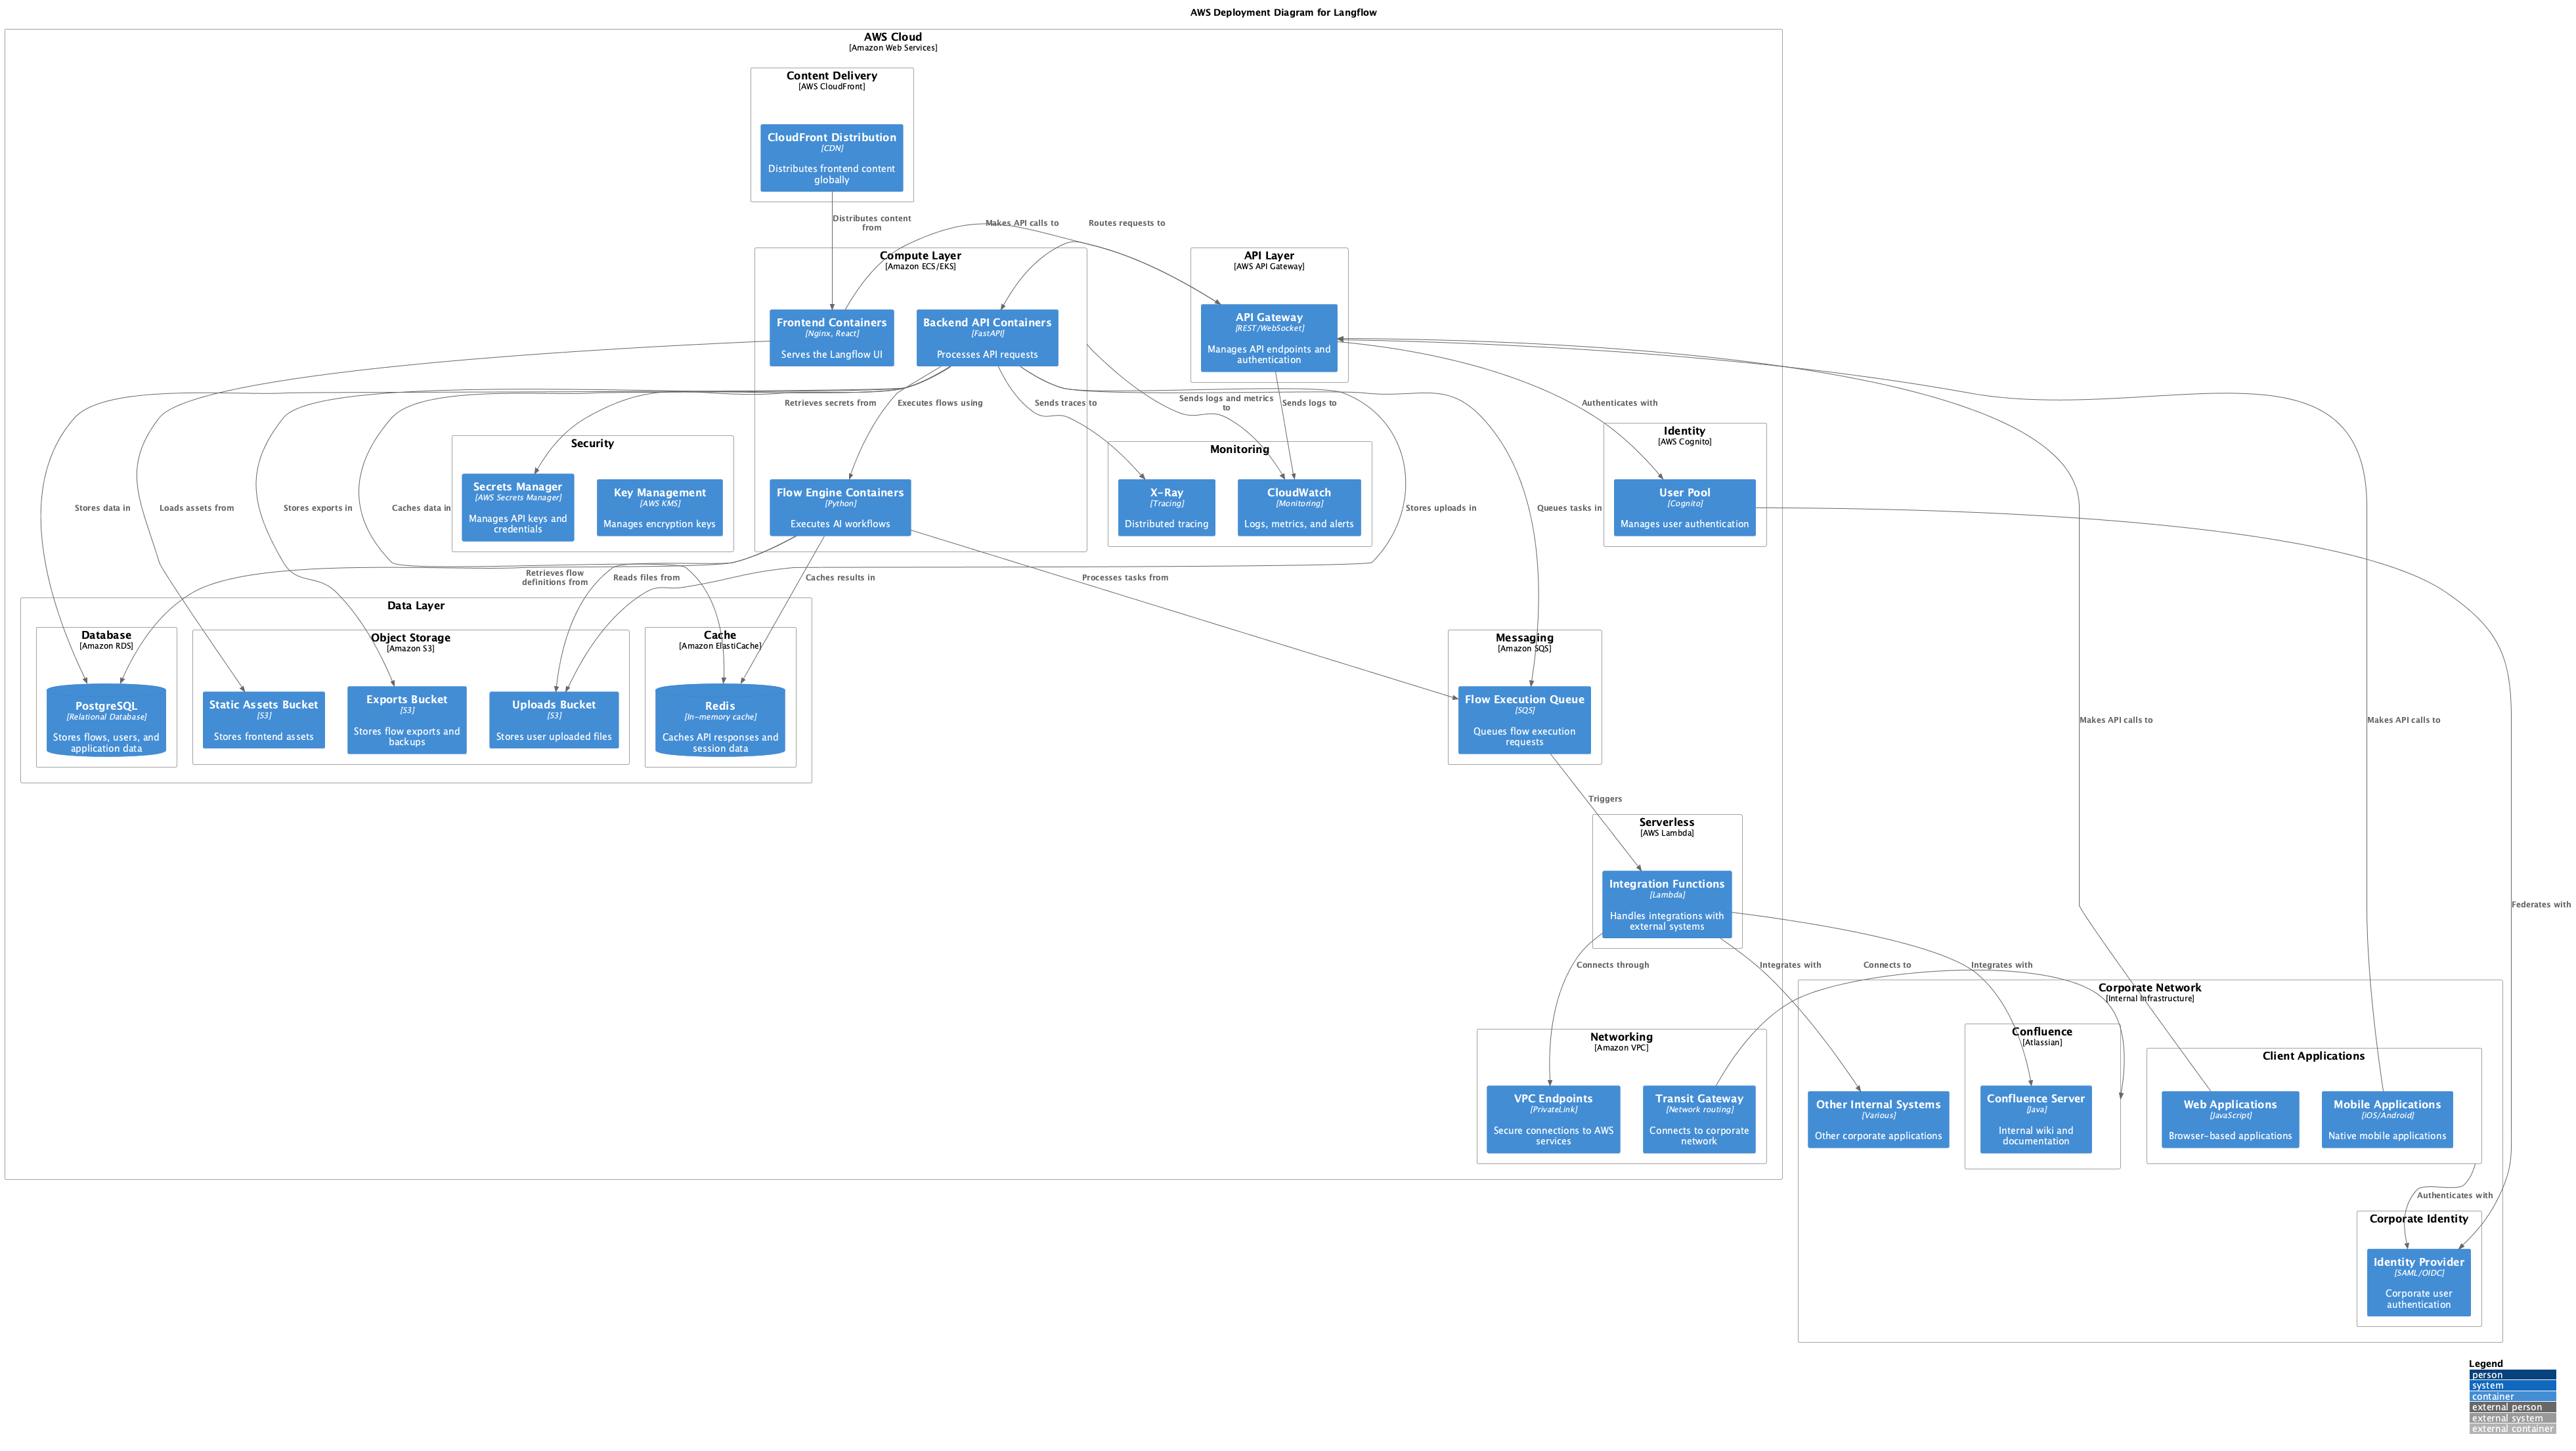 AWS Deployment Diagram for Langflow
AWS Cloud
[Amazon Web Services]
Content Delivery
[AWS CloudFront]
CloudFront Distribution
[CDN]
Distributes frontend content
globally
Distributes content
from
Makes API calls to
Routes requests to
Compute Layer
[Amazon ECS/EKS]
API Layer
[AWS API Gateway]
Frontend Containers
[Nginx, React]
Serves the Langflow UI
Backend API Containers
[FastAPI]
Processes API requests
API Gateway
[REST/WebSocket]
Manages API endpoints and
authentication
Retrieves secrets from
Executes flows using
Sends traces to
Sends logs and metrics
to
Sends logs to
Authenticates with
Security
Secrets Manager
[AWS Secrets Manager]
Manages API keys and
credentials
Key Management
[AWS KMS]
Manages encryption keys
Flow Engine Containers
[Python]
Executes AI workflows
Monitoring
X-Ray
[Tracing]
Distributed tracing
CloudWatch
[Monitoring]
Logs, metrics, and alerts
Identity
[AWS Cognito]
User Pool
[Cognito]
Manages user authentication
Stores data in
Loads assets from
Stores exports in
Caches data in
Stores uploads in
Queues tasks in
Retrieves flow
definitions from
Reads files from
Caches results in
Processes tasks from
Data Layer
Database
[Amazon RDS]
PostgreSQL
[Relational Database]
Stores flows, users, and
application data
Object Storage
[Amazon S3]
Static Assets Bucket
[S3]
Stores frontend assets
Exports Bucket
[S3]
Stores flow exports and
backups
Uploads Bucket
[S3]
Stores user uploaded files
Cache
[Amazon ElastiCache]
Redis
[In-memory cache]
Caches API responses and
session data
Messaging
[Amazon SQS]
Flow Execution Queue
[SQS]
Queues flow execution
requests
Makes API calls to
Makes API calls to
Triggers
Serverless
[AWS Lambda]
Integration Functions
[Lambda]
Handles integrations with
external systems
Federates with
Connects through
Integrates with
Connects to
Integrates with
Networking
[Amazon VPC]
VPC Endpoints
[PrivateLink]
Secure connections to AWS
services
Transit Gateway
[Network routing]
Connects to corporate
network
Corporate Network
[Internal Infrastructure]
Other Internal Systems
[Various]
Other corporate applications
Confluence
[Atlassian]
Confluence Server
[Java]
Internal wiki and
documentation
Client Applications
Web Applications
[JavaScript]
Browser-based applications
Mobile Applications
[iOS/Android]
Native mobile applications
Authenticates with
Corporate Identity
Identity Provider
[SAML/OIDC]
Corporate user
authentication
Legend
person
system
container
external person
external system
external container